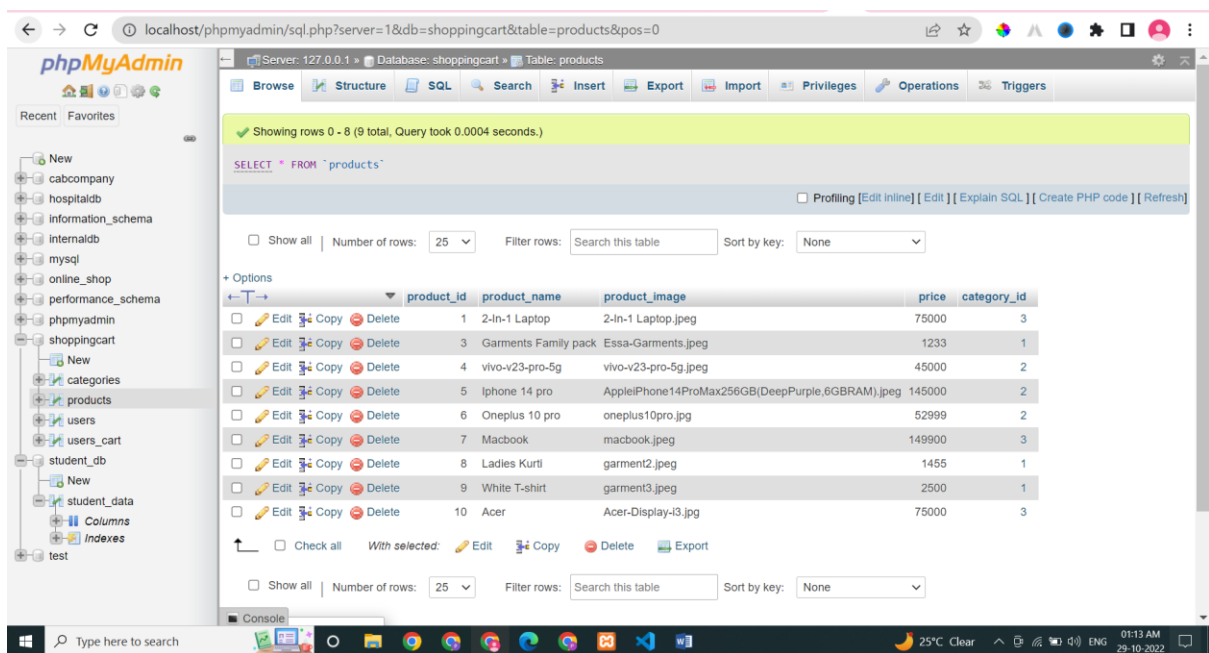 localhost/phpmyadmin/sql.php?server=1&db=shoppingcart&table=products&pos=0
phpMyAdmin
Recent Favorites
New
cabcompany
hospitaldb
information_schema
internaldb
mysql
online_shop
performance_schema
phpmyadmin
shoppingcart
New
categories
products
users
users_cart
student_db
New
student_data
Columns
Indexes
test
Server: 127.0.0.1 » Database: shoppingcart » Table: products
Browse Structure SQL Search Insert Export Import Privileges Operations Triggers
Showing rows 0 - 8 (9 total, Query took 0.0004 seconds.)
SELECT * FROM `products`
Profiling [Edit inline] [ Edit ] [ Explain SQL ] [ Create PHP code ] [ Refresh]
Show all | Number of rows: 25 Filter rows: Search this table Sort by key: None
+ Options
←T→ product_id product_name product_image price category_id
Edit Copy Delete 1 2-In-1 Laptop 2-In-1 Laptop.jpeg 75000 3
Edit Copy Delete 3 Garments Family pack Essa-Garments.jpeg 1233 1
Edit Copy Delete 4 vivo-v23-pro-5g vivo-v23-pro-5g.jpeg 45000 2
Edit Copy Delete 5 Iphone 14 pro AppleiPhone14ProMax256GB(DeepPurple,6GBRAM).jpeg 145000 2
Edit Copy Delete 6 Oneplus 10 pro oneplus10pro.jpg 52999 2
Edit Copy Delete 7 Macbook macbook.jpeg 149900 3
Edit Copy Delete 8 Ladies Kurti garment2.jpeg 1455 1
Edit Copy Delete 9 White T-shirt garment3.jpeg 2500 1
Edit Copy Delete 10 Acer Acer-Display-i3.jpg 75000 3
Check all With selected: Edit Copy Delete Export
Show all | Number of rows: 25 Filter rows: Search this table Sort by key: None
Console
Type here to search
25°C Clear ENG 01:13 AM
29-10-2022